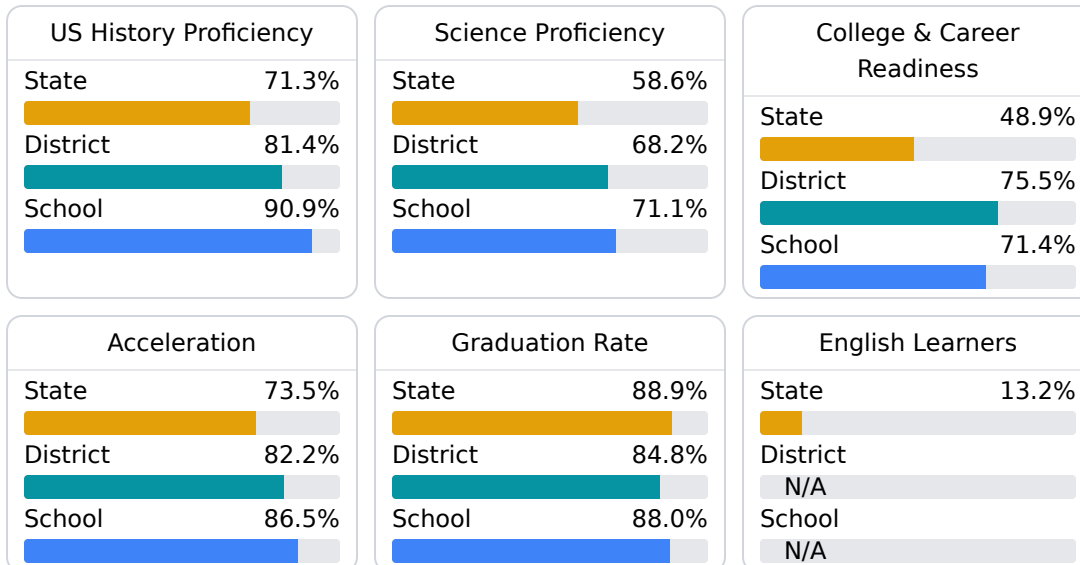 US History Proficiency
State 71.3%
District 81.4%
School 90.9%
Science Proficiency
State 58.6%
District 68.2%
School 71.1%
College & Career
Readiness
State 48.9%
District 75.5%
School 71.4%
Acceleration
State 73.5%
District 82.2%
School 86.5%
Graduation Rate
State 88.9%
District 84.8%
School 88.0%
English Learners
State 13.2%
District
N/A
School
N/A